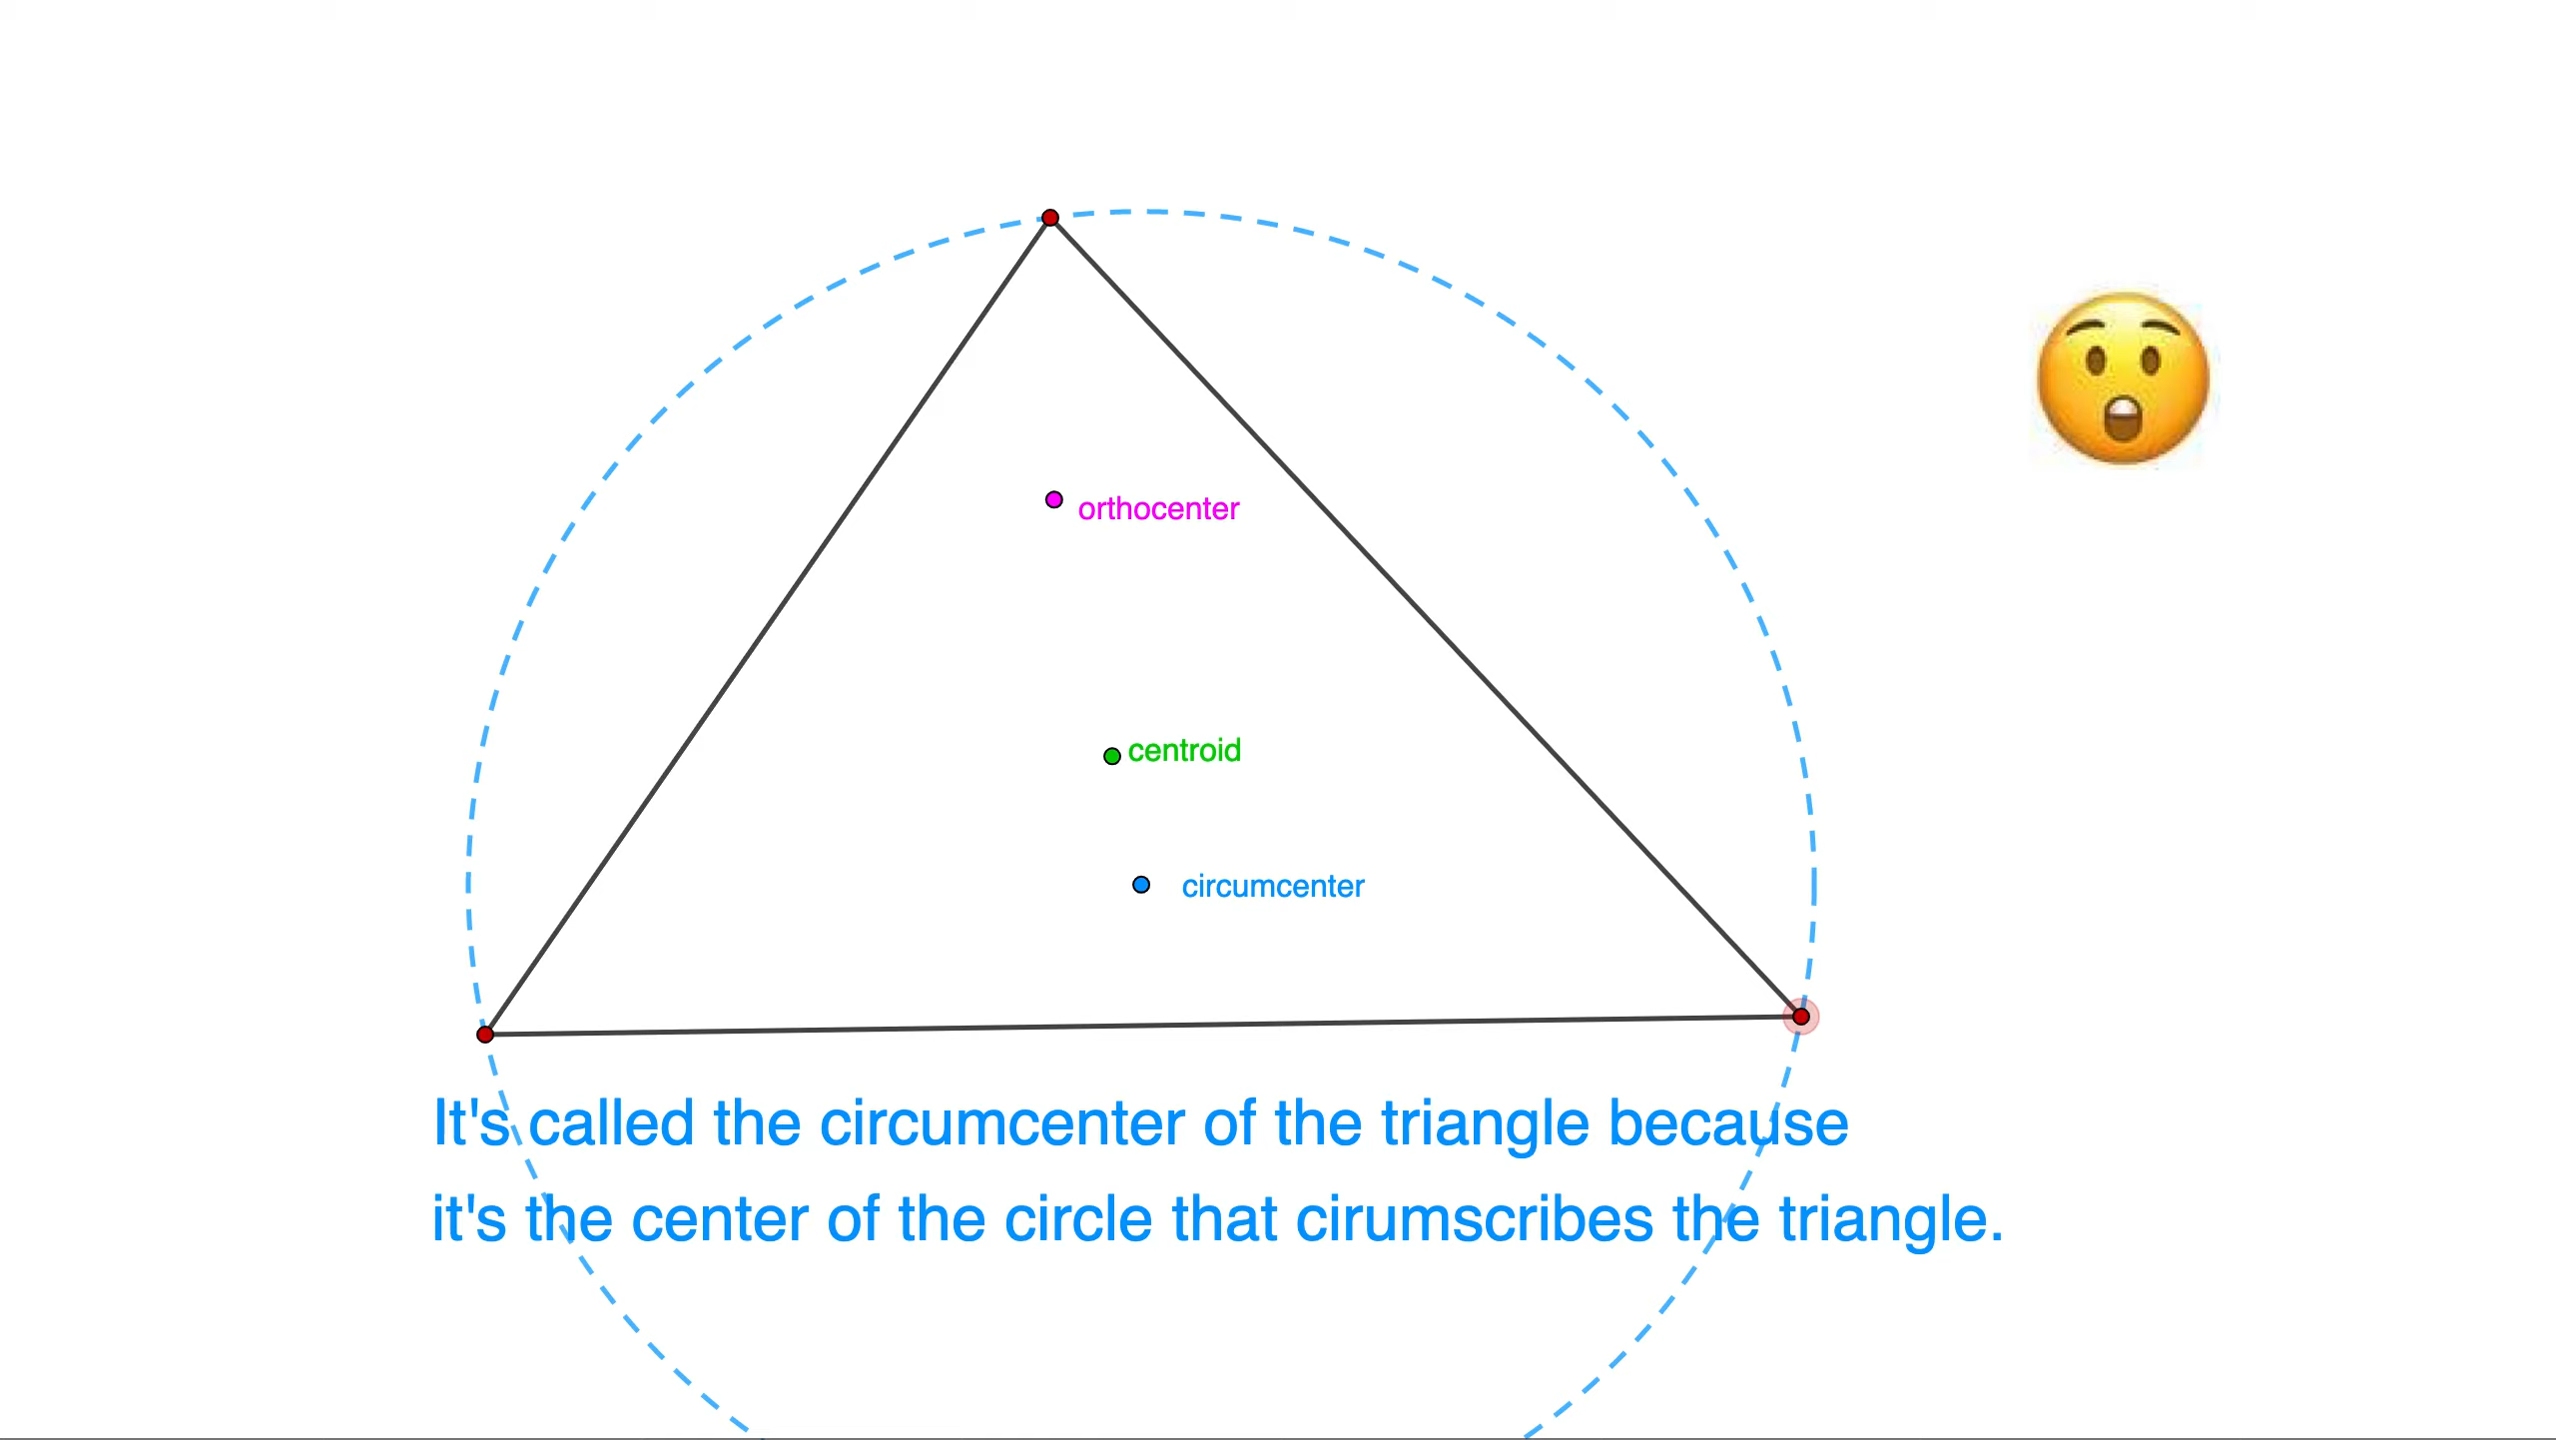 orthocenter
centroid
circumcenter
It's called the circumcenter of the triangle because
it's the center of the circle that cirumscribes the triangle.